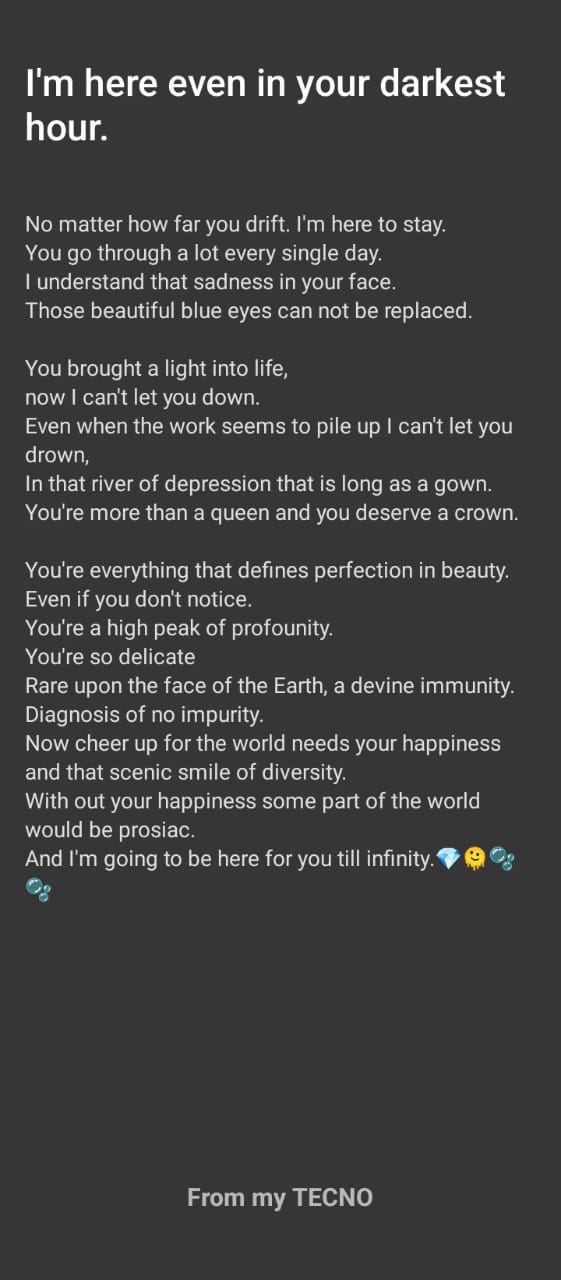 I'm here even in your darkest
hour.
No matter how far you drift. I'm here to stay.
You go through a lot every single day.
I understand that sadness in your face.
Those beautiful blue eyes can not be replaced.
You brought a light into life,
now I can't let you down.
Even when the work seems to pile up I can't let you
drown,
In that river of depression that is long as a gown.
You're more than a queen and you deserve a crown.
You're everything that defines perfection in beauty.
Even if you don't notice.
You're a high peak of profounity.
You're so delicate
Rare upon the face of the Earth, a devine immunity.
Diagnosis of no impurity.
Now cheer up for the world needs your happiness
and that scenic smile of diversity.
With out your happiness some part of the world
would be prosiac.
And I'm going to be here for you till infinity.💎🫠🫧
🫧
From my TECNO